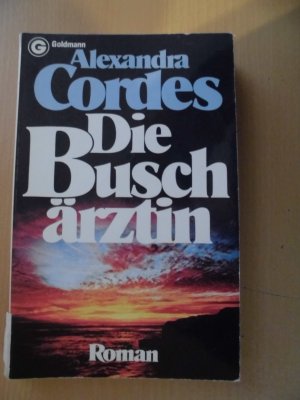 Goldmann
Alexandra
Cordes
Die
Busch
ärztin
Roman